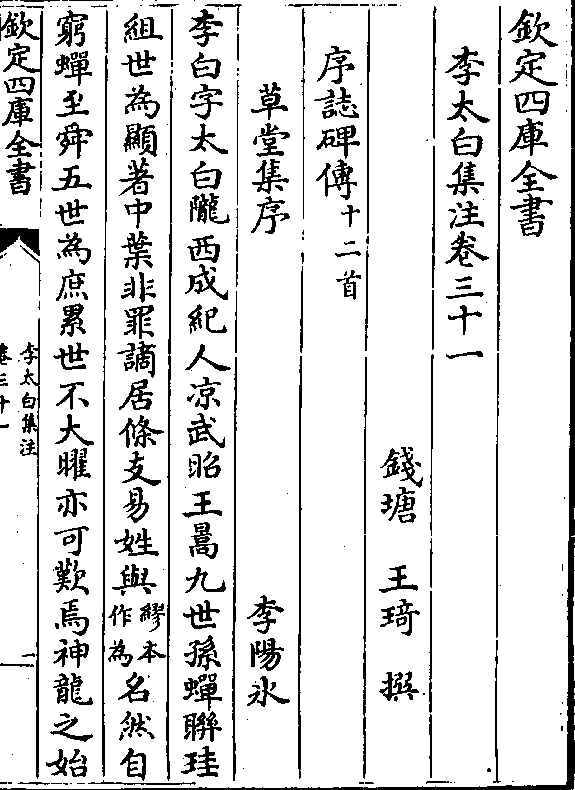 欽定四庫全書
李太白集注卷三十一
錢塘 王琦 撰
序誌碑傳十二首
草堂集序 李陽冰
李白字太白隴西成紀人凉武昭王暠九世孫蟬聯珪
組世為顯著中葉非罪謫居條支易姓與繆本作為名然自
窮蟬至舜五世為庶累世不大曜亦可歎焉神龍之始
欽定四庫全書
李太白集注
卷三十一
一